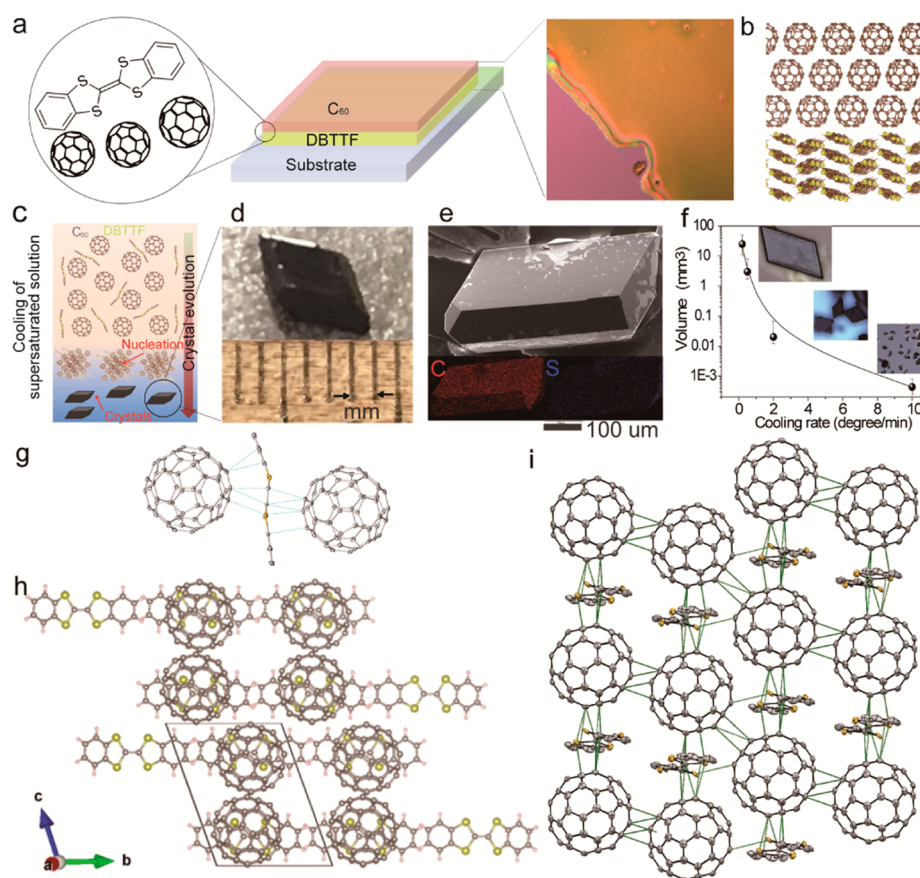 a
S
S
S
S
C60
DBTTF
Substrate
b
c
C60 DBTTF
Cooling of
supersaturated solution
Nucleation
Crystals
Crystal evolution
d
mm
e
C
S
100 um
f
Volume (mm³)
100
10
1
0.1
0.01
1E-3
0 2 4 6 8 10
Cooling rate (degree/min)
g
h
c
a
b
i